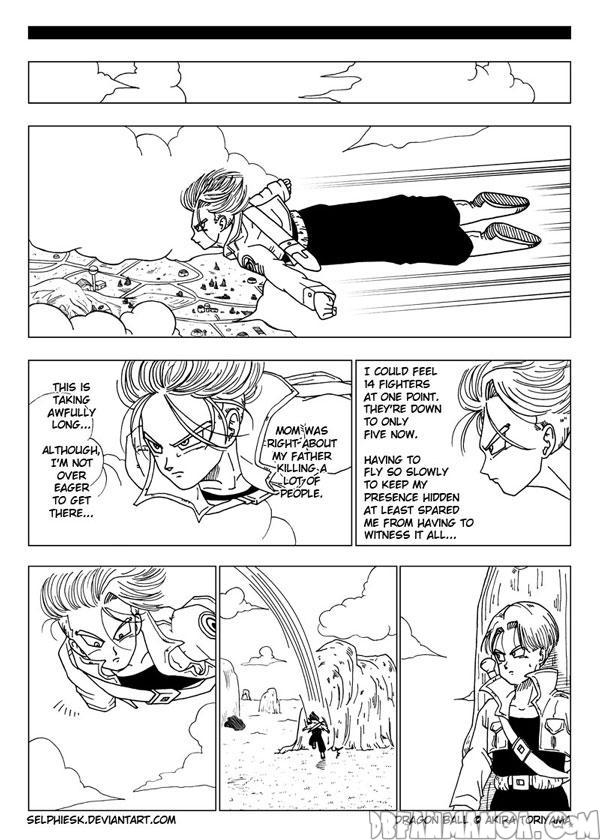 I COULD FEEL
14 FIGHTERS
AT ONE POINT.
THEY'RE DOWN
TO ONLY
FIVE NOW.
HAVING TO
FLY SO SLOWLY
TO KEEP MY
PRESENCE HIDDEN
AT LEAST SPARED
ME FROM HAVING TO
WITNESS IT ALL...
MOM WAS
RIGHT ABOUT
MY FATHER
KILLING A
LOT OF
PEOPLE.
THIS IS
TAKING
AWFULLY
LONG...
ALTHOUGH,
I'M NOT
OVER
EAGER
TO GET
THERE...
SELPHIESK.DEVIANTART.COM
DRAGON BALL © AKIRA TORIYAMA
DBFANMANGA.COM